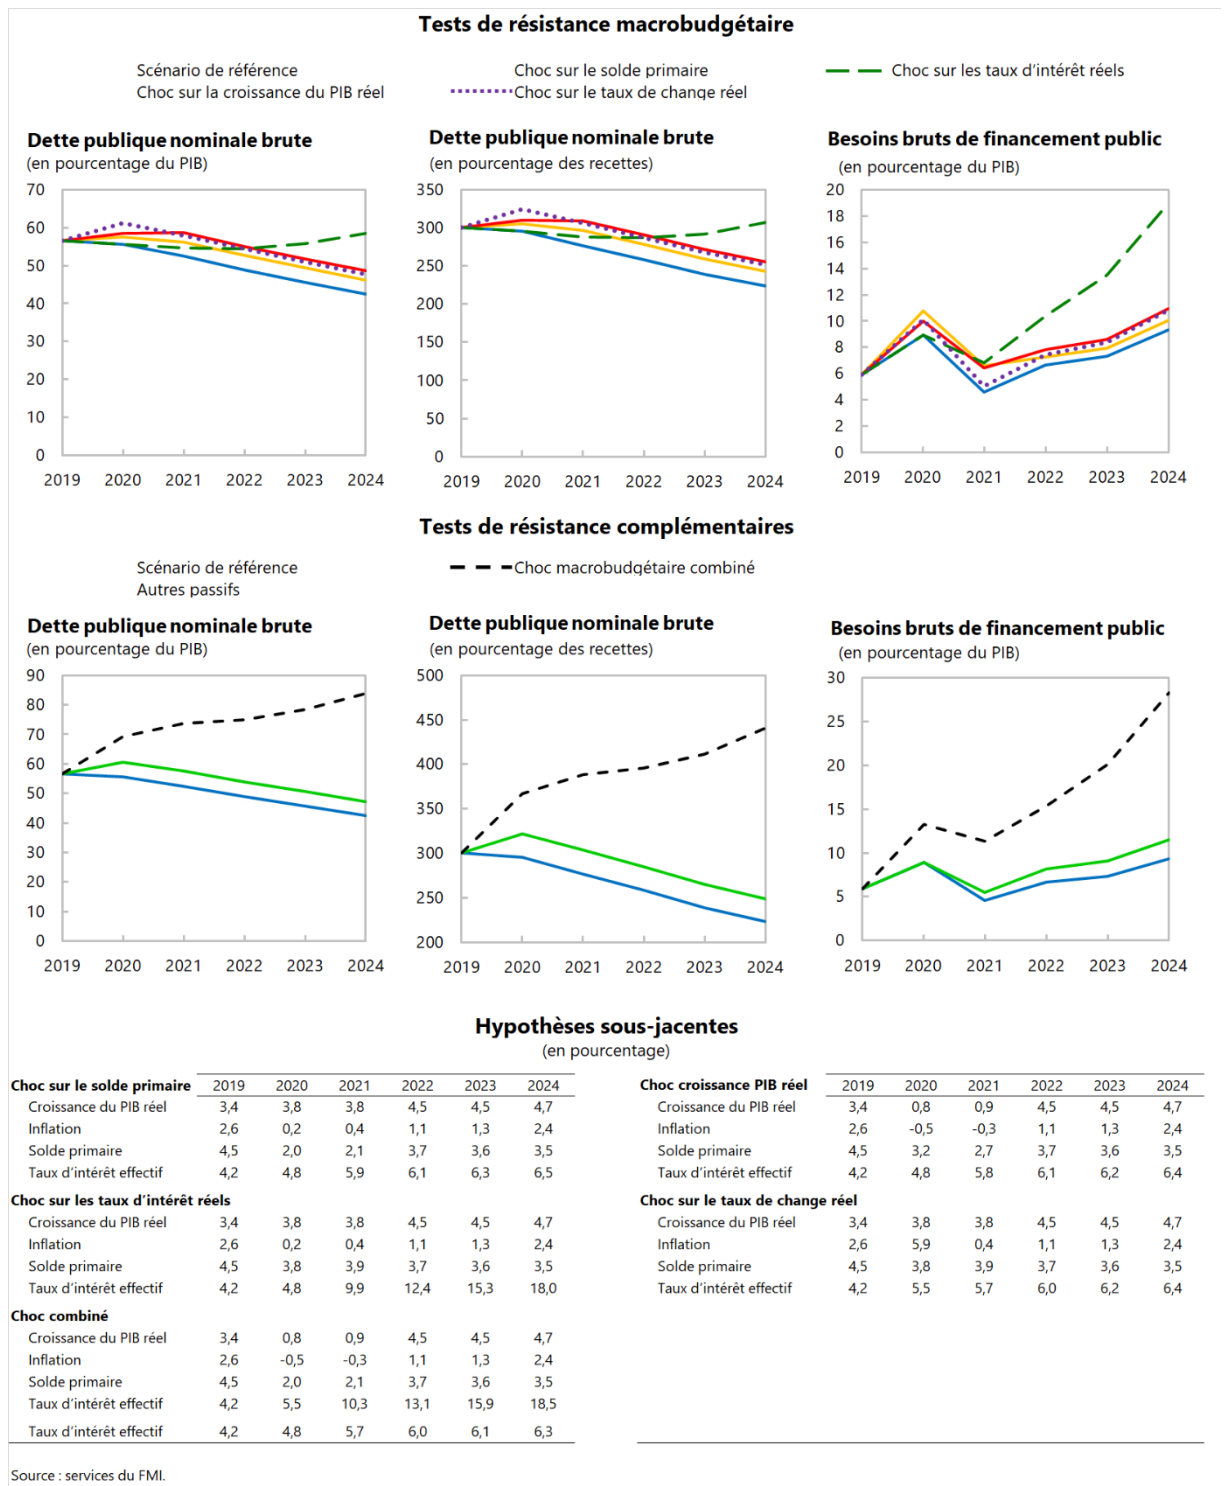 Tests de résistance macrobudgétaire
Scénario de référence
Choc sur le solde primaire
Choc sur les taux d'intérêt réels
Choc sur la croissance du PIB réel
Choc sur le taux de change réel
Dette publique nominale brute
(en pourcentage du PIB)
70
60
50
40
30
20
10
0
2019 2020 2021 2022 2023 2024
Dette publique nominale brute
(en pourcentage des recettes)
350
300
250
200
150
100
50
0
2019 2020 2021 2022 2023 2024
Besoins bruts de financement public
(en pourcentage du PIB)
20
18
16
14
12
10
8
6
4
2
0
2019 2020 2021 2022 2023 2024
Tests de résistance complémentaires
Scénario de référence
Choc macrobudgétaire combiné
Autres passifs
Dette publique nominale brute
(en pourcentage du PIB)
90
80
70
60
50
40
30
20
10
0
2019 2020 2021 2022 2023 2024
Dette publique nominale brute
(en pourcentage des recettes)
500
450
400
350
300
250
200
2019 2020 2021 2022 2023 2024
Besoins bruts de financement public
(en pourcentage du PIB)
30
25
20
15
10
5
0
2019 2020 2021 2022 2023 2024
Hypothèses sous-jacentes
(en pourcentage)
Choc sur le solde primaire 2019 2020 2021 2022 2023 2024
Croissance du PIB réel 3,4 3,8 3,8 4,5 4,5 4,7
Inflation 2,6 0,2 0,4 1,1 1,3 2,4
Solde primaire 4,5 2,0 2,1 3,7 3,6 3,5
Taux d'intérêt effectif 4,2 4,8 5,9 6,1 6,3 6,5
Choc sur les taux d'intérêt réels
Croissance du PIB réel 3,4 3,8 3,8 4,5 4,5 4,7
Inflation 2,6 0,2 0,4 1,1 1,3 2,4
Solde primaire 4,5 3,8 3,9 3,7 3,6 3,5
Taux d'intérêt effectif 4,2 4,8 9,9 12,4 15,3 18,0
Choc combiné
Croissance du PIB réel 3,4 0,8 0,9 4,5 4,5 4,7
Inflation 2,6 -0,5 -0,3 1,1 1,3 2,4
Solde primaire 4,5 2,0 2,1 3,7 3,6 3,5
Taux d'intérêt effectif 4,2 5,5 10,3 13,1 15,9 18,5
Taux d'intérêt effectif 4,2 4,8 5,7 6,0 6,1 6,3
Choc croissance PIB réel 2019 2020 2021 2022 2023 2024
Croissance du PIB réel 3,4 0,8 0,9 4,5 4,5 4,7
Inflation 2,6 -0,5 -0,3 1,1 1,3 2,4
Solde primaire 4,5 3,2 2,7 3,7 3,6 3,5
Taux d'intérêt effectif 4,2 4,8 5,8 6,1 6,2 6,4
Choc sur le taux de change réel
Croissance du PIB réel 3,4 3,8 3,8 4,5 4,5 4,7
Inflation 2,6 5,9 0,4 1,1 1,3 2,4
Solde primaire 4,5 3,8 3,9 3,7 3,6 3,5
Taux d'intérêt effectif 4,2 5,5 5,7 6,0 6,2 6,4
Source : services du FMI.